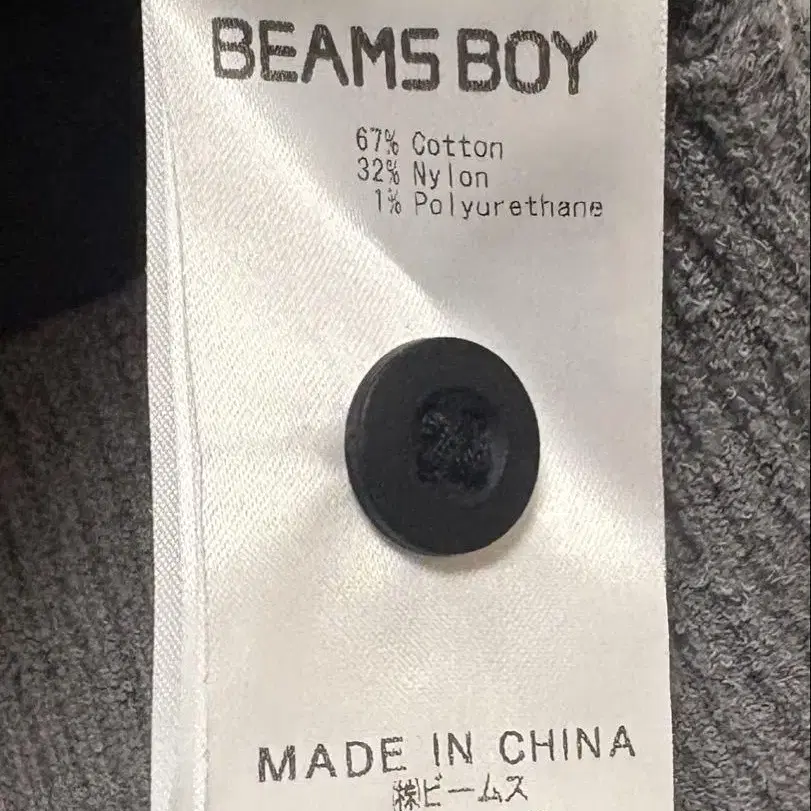 BEAMS BOY
67% Cotton
32% Nylon
1% Polyurethane
MADE IN CHINA
㈱ビームス